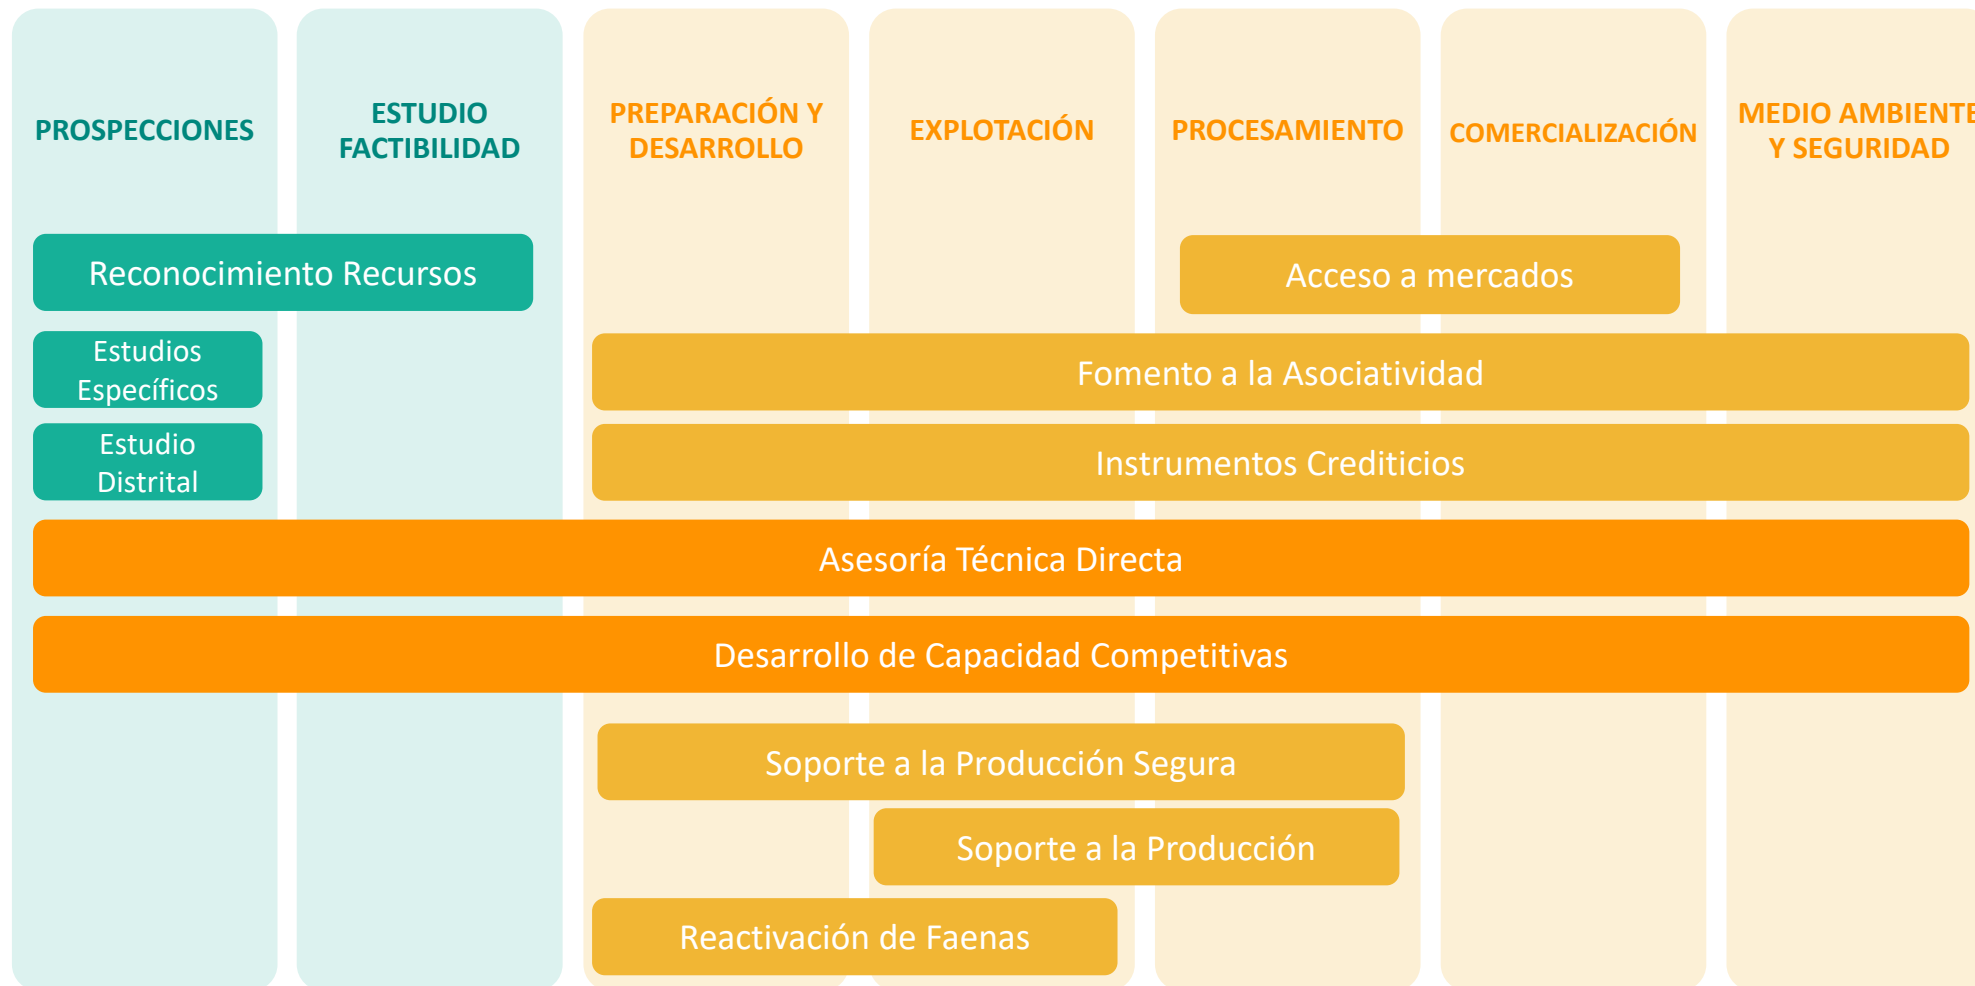 PROSPECCIONES
ESTUDIO
FACTIBILIDAD
PREPARACIÓN Y
DESARROLLO
EXPLOTACIÓN
PROCESAMIENTO
COMERCIALIZACIÓN
MEDIO AMBIENTE
Y SEGURIDAD
Reconocimiento Recursos
Acceso a mercados
Estudios
Específicos
Fomento a la Asociatividad
Estudio
Distrital
Instrumentos Crediticios
Asesoría Técnica Directa
Desarrollo de Capacidad Competitivas
Soporte a la Producción Segura
Soporte a la Producción
Reactivación de Faenas